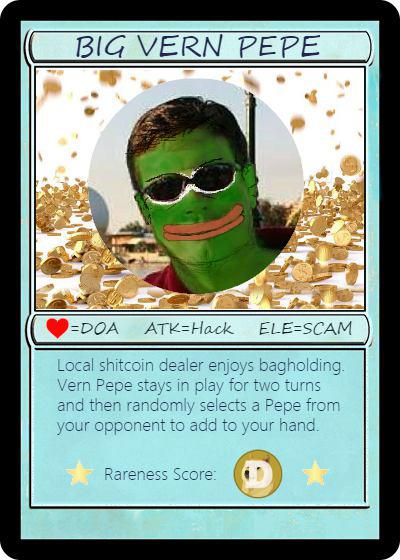 BIG VERN PEPE
=DOA ATK=Hack ELE=SCAM
Local shitcoin dealer enjoys bagholding.
Vern Pepe stays in play for two turns
and then randomly selects a Pepe from
your opponent to add to your hand.
Rareness Score: D